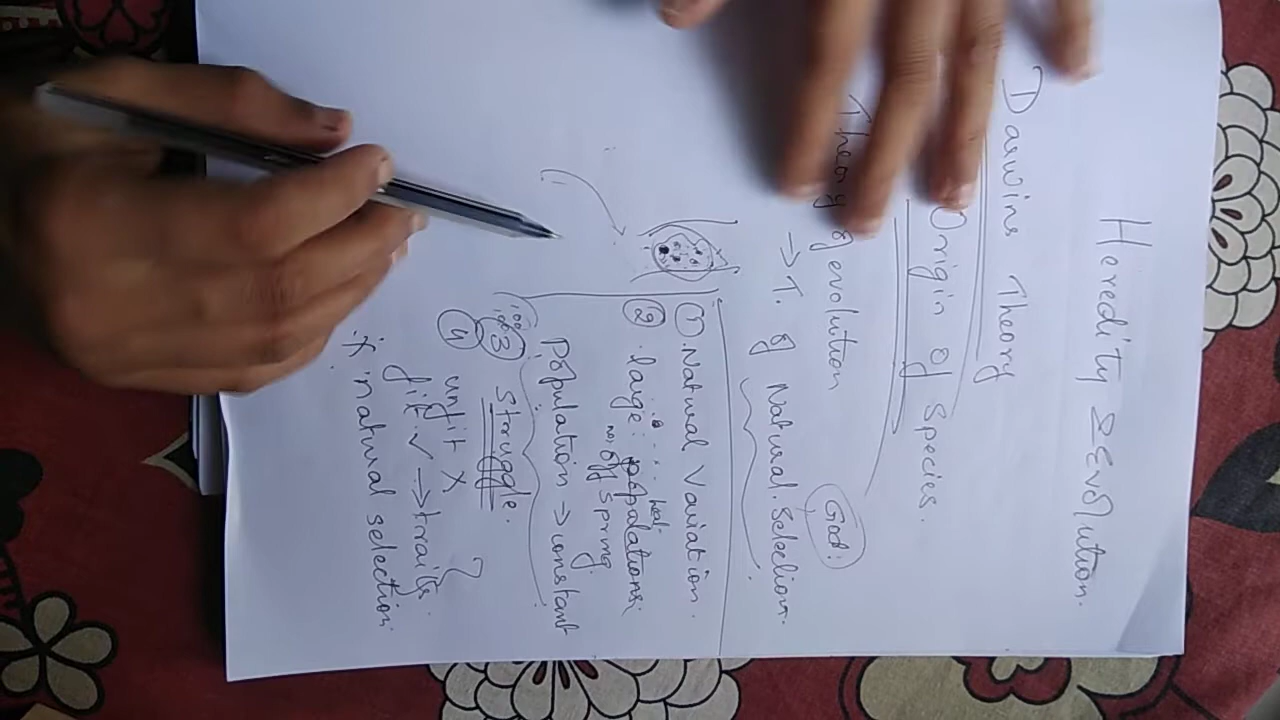 Heredity & Evolution.
Darwins Theory
Origin of Species.
Theory of evolution
God:
→ T. of Natural Selection.
① Natural Variation.
② large
no. of offspring
Population → constant
③ Struggle.
④ unfit X
fit ✓ → traits.
natural selection